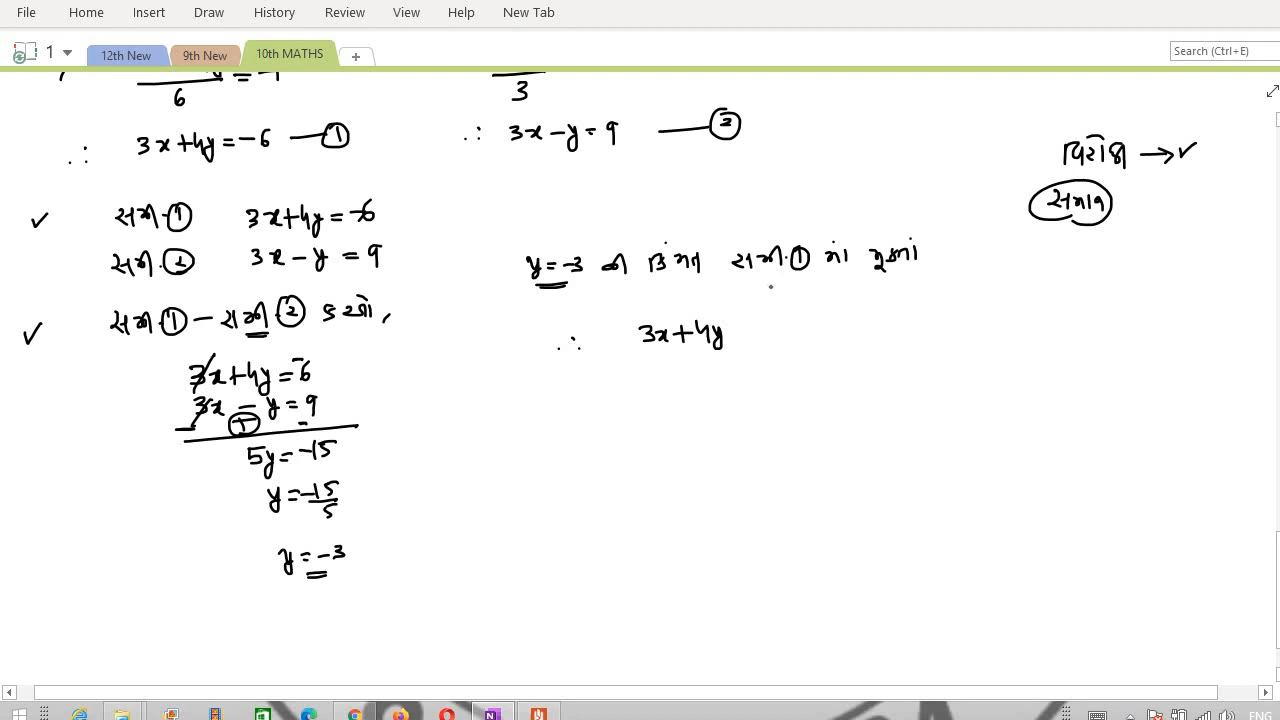 File Home Insert Draw History Review View Help New Tab
1 12th New 9th New 10th MATHS +
Search (Ctrl+E)
6
3
∴ 3x+4y=-6 — ①
∴ 3x-y=9 — ②
→ ✓
સમાન
✓ સમી ① 3x+4y=-6
સમી. ② 3x-y=9
✓ સમી ① - સમી ② કરતાં,
3x+4y=-6
3x - y = 9
- + -
5y=-15
y=-15/5
y=-3
y=-3 ની કિંમત સમી. ① માં મૂકતાં
∴ 3x+4y
ENG